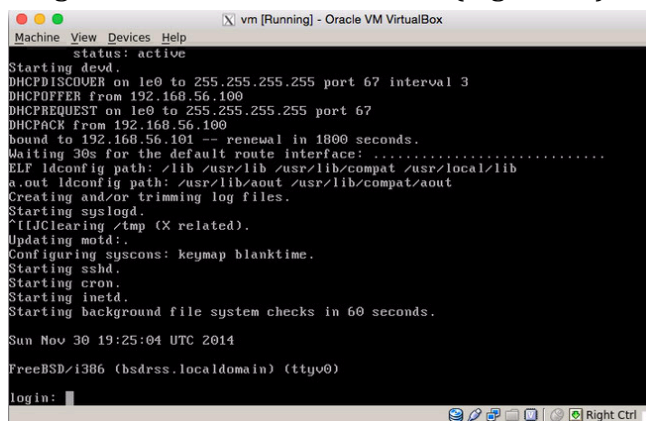 vm [Running] - Oracle VM VirtualBox
Machine View Devices Help
status: active
Starting devd.
DHCPDISCOVER on le0 to 255.255.255.255 port 67 interval 3
DHCPOFFER from 192.168.56.100
DHCPREQUEST on le0 to 255.255.255.255 port 67
DHCPACK from 192.168.56.100
bound to 192.168.56.101 -- renewal in 1800 seconds.
Waiting 30s for the default route interface: .............................
ELF ldconfig path: /lib /usr/lib /usr/lib/compat /usr/local/lib
a.out ldconfig path: /usr/lib/aout /usr/lib/compat/aout
Creating and/or trimming log files.
Starting syslogd.
^[[JClearing /tmp (X related).
Updating motd:.
Configuring syscons: keymap blanktime.
Starting sshd.
Starting cron.
Starting inetd.
Starting background file system checks in 60 seconds.
Sun Nov 30 19:25:04 UTC 2014
FreeBSD/i386 (bsdrss.localdomain) (ttyv0)
login:
Right Ctrl